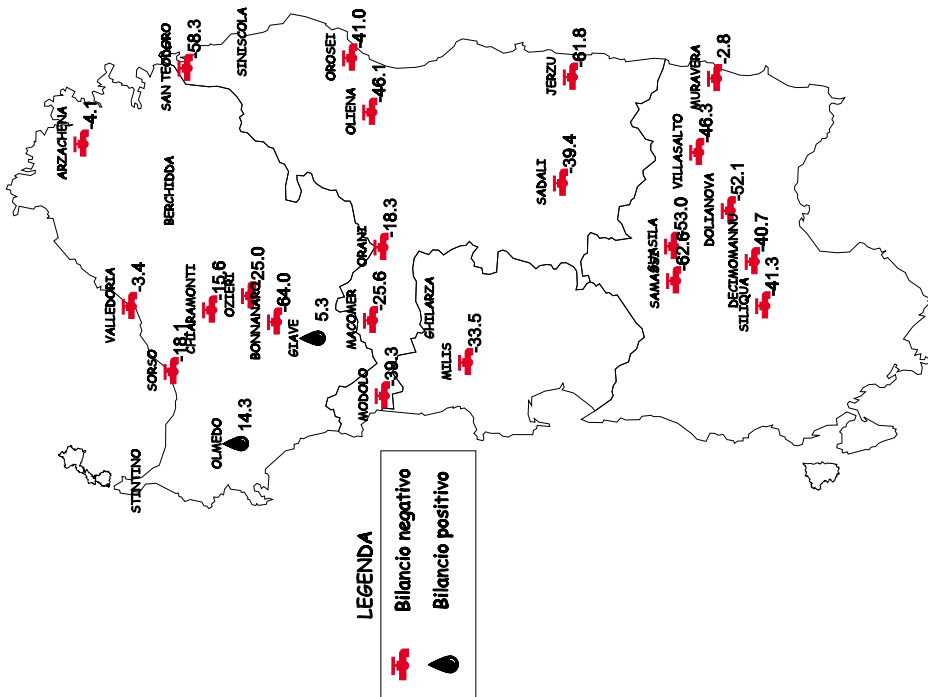 STINTINO
SORSO
-18.1
VALLEDORIA
-3.4
ARZACHENA
-4.1
SAN TEODORO
-58.3
OLMEDO
14.3
CHIARAMONTI
-15.6
OZIERI
-25.0
BERCHIDDA
SINISCOLA
BONNANARO
-64.0
GIAVE
5.3
MODOLO
-39.3
MACOMER
-25.6
ORANI
-18.3
OLIENA
-46.1
OROSEI
-41.0
GHILARZA
MILIS
-33.5
SADALI
-39.4
JERZU
-61.8
SAMASSI
-62.6
GUASILA
-53.0
VILLASALTO
-46.3
MURAVERA
-2.8
DOLIANOVA
-52.1
DECIMOMANNU
-40.7
SILIQUA
-41.3
LEGENDA
Bilancio negativo
Bilancio positivo